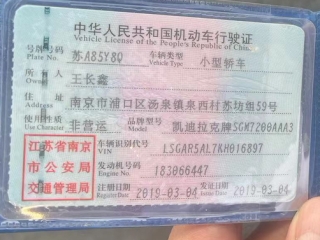 中华人民共和国机动车行驶证
Vehicle License of the People's Republic of China
号牌号码 Plate No. 苏A85Y8Q 车辆类型 Vehicle Type 小型轿车
所有人 Owner 王长鑫
住址 Address 南京市浦口区汤泉镇泉西村苏坊组59号
使用性质 Use Character 非营运 品牌型号 Model 凯迪拉克牌SGM7200AAA3
江苏省南京
市公安局
交通管理局
车辆识别代号 VIN LSGAR5AL7KH016897
发动机号码 Engine No. 183066447
注册日期 Register Date 2019-03-04 发证日期 Issue Date 2019-03-04